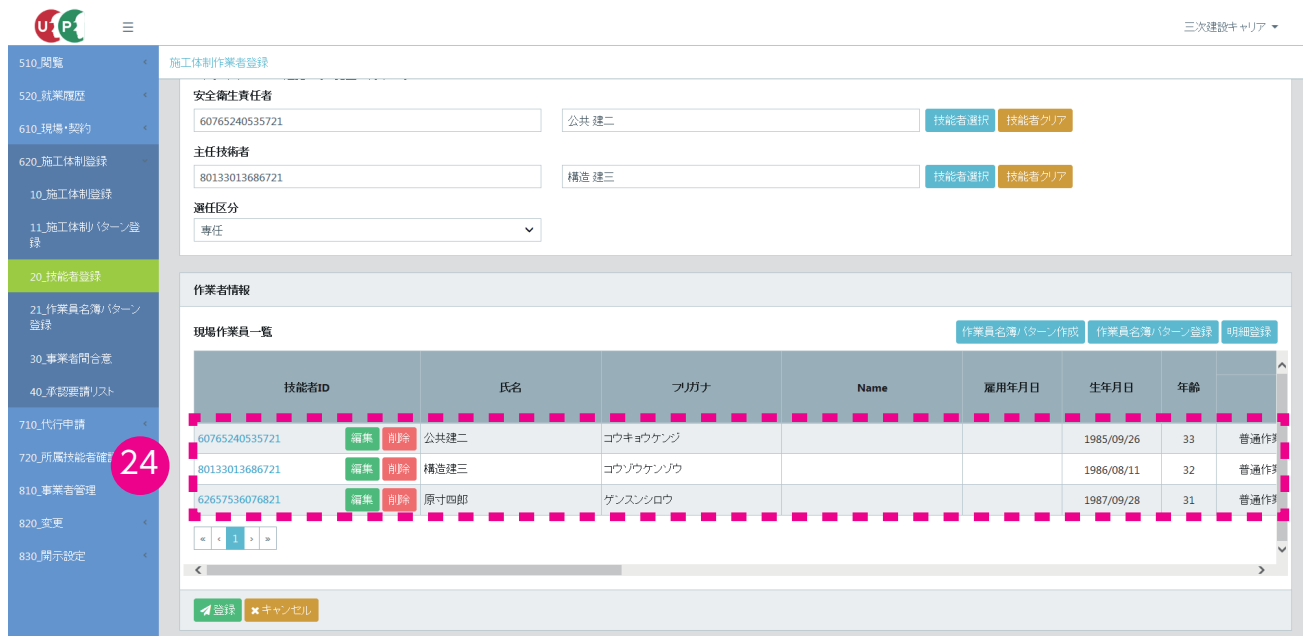 三次建設キャリア
510_閲覧
520_就業履歴
610_現場・契約
620_施工体制登録
10_施工体制登録
11_施工体制パターン登
録
20_技能者登録
21_作業員名簿パターン
登録
30_事業者間合意
40_承認要請リスト
710_代行申請
720_所属技能者確
810_事業者管理
820_変更
830_開示設定
24
施工体制作業者登録
安全衛生責任者
60765240535721 公共 建二 技能者選択 技能者クリア
主任技術者
80133013686721 構造 建三 技能者選択 技能者クリア
選任区分
専任
作業者情報
現場作業員一覧 作業員名簿パターン作成 作業員名簿パターン登録 明細登録
技能者ID 氏名 フリガナ Name 雇用年月日 生年月日 年齢
60765240535721 編集 削除 公共建二 コウキョウケンジ 1985/09/26 33 普通作業
80133013686721 編集 削除 構造建三 コウゾウケンゾウ 1986/08/11 32 普通作業
62657536076821 編集 削除 原寸四郎 ゲンスンシロウ 1987/09/28 31 普通作業
« ‹ 1 › »
登録 ×キャンセル